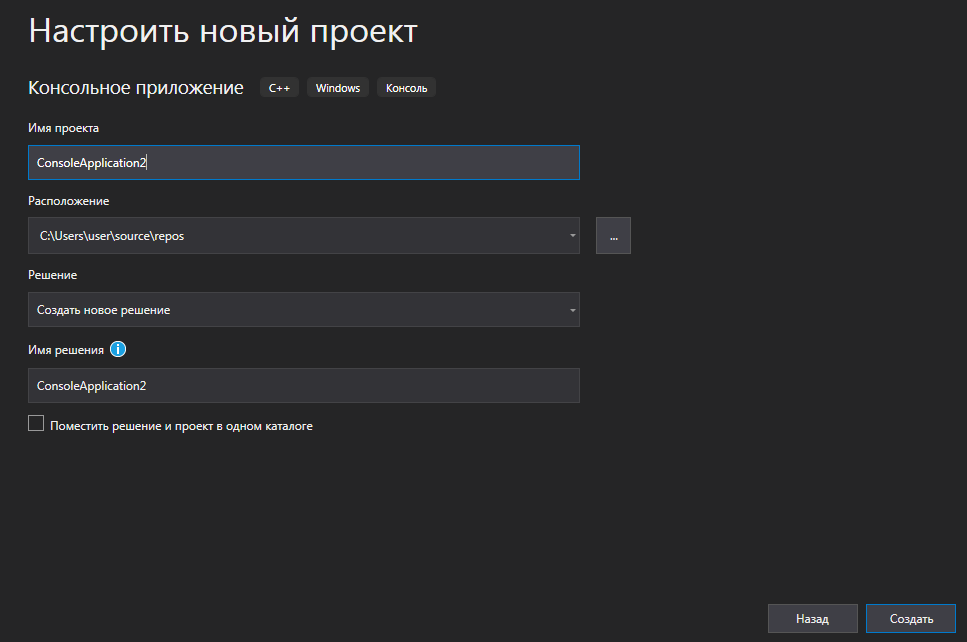 Настроить новый проект
Консольное приложение C++ Windows Консоль
Имя проекта
ConsoleApplication2
Расположение
C:\Users\user\source\repos ...
Решение
Создать новое решение
Имя решения i
ConsoleApplication2
Поместить решение и проект в одном каталоге
Назад Создать